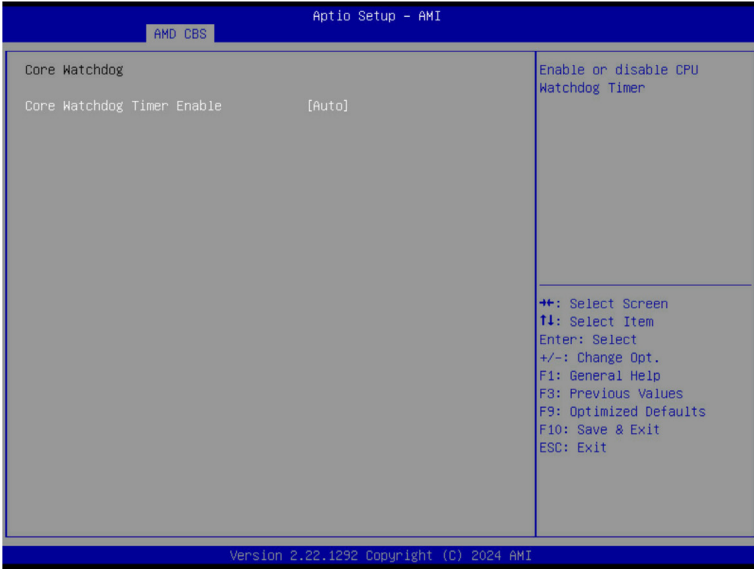 Aptio Setup – AMI
AMD CBS
Core Watchdog
Core Watchdog Timer Enable [Auto]
Enable or disable CPU
Watchdog Timer
→←: Select Screen
↑↓: Select Item
Enter: Select
+/-: Change Opt.
F1: General Help
F3: Previous Values
F9: Optimized Defaults
F10: Save & Exit
ESC: Exit
Version 2.22.1292 Copyright (C) 2024 AMI